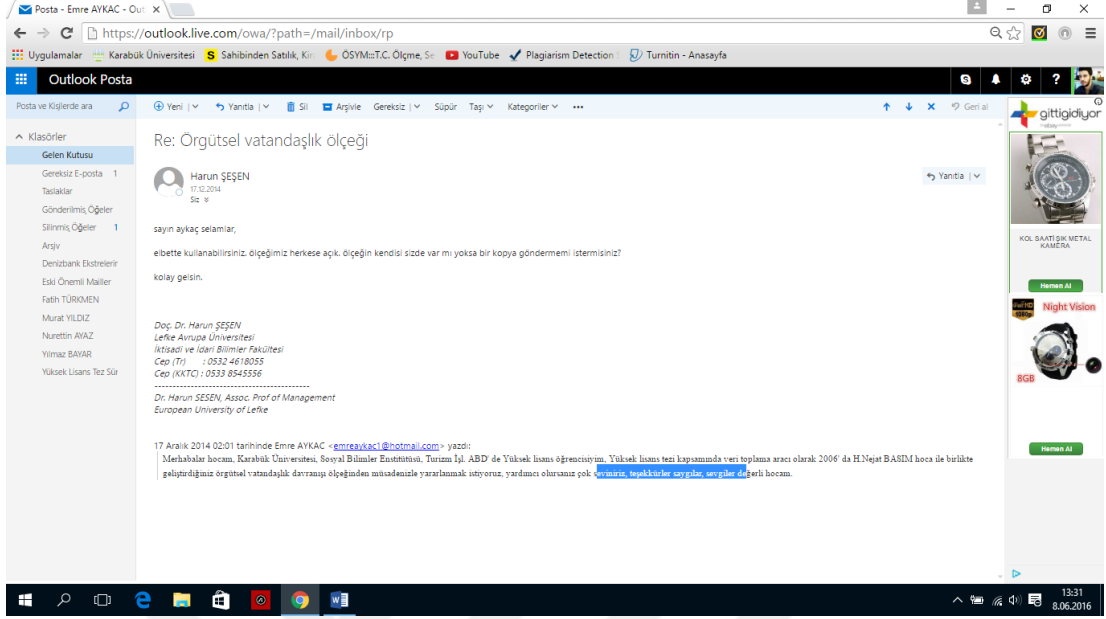 Posta - Emre AYKAC - Out
https://outlook.live.com/owa/?path=/mail/inbox/rp
Uygulamalar Karabük Üniversitesi S Sahibinden Satılık, Kir ÖSYM:::T.C. Ölçme, Se YouTube Plagiarism Detection S Turnitin - Anasayfa
Outlook Posta
?
Posta ve Kişilerde ara Yeni | Yanıtla | Sil Arşivle Gereksiz | Süpür Taşı Kategoriler ••• Geri al
Klasörler
Gelen Kutusu
Gereksiz E-posta 1
Taslaklar
Gönderilmiş Öğeler
Silinmiş Öğeler 1
Arşiv
Denizbank Ekstrelerir
Eski Önemli Mailler
Fatih TÜRKMEN
Murat YILDIZ
Nurettin AYAZ
Yılmaz BAYAR
Yüksek Lisans Tez Sür
Re: Örgütsel vatandaşlık ölçeği
Harun ŞEŞEN
17.12.2014
Siz
Yanıtla |
sayın aykaç selamlar,
elbette kullanabilirsiniz. ölçeğimiz herkese açık. ölçeğin kendisi sizde var mı yoksa bir kopya göndermemi istermisiniz?
kolay gelsin.
Doç. Dr. Harun ŞEŞEN
Lefke Avrupa Üniversitesi
İktisadi ve İdari Bilimler Fakültesi
Cep (Tr) : 0532 4618055
Cep (KKTC) : 0533 8545556
------------------------------------------
Dr. Harun SESEN, Assoc. Prof of Management
European University of Lefke
17 Aralık 2014 02:01 tarihinde Emre AYKAC <emreaykac1@hotmail.com> yazdı:
Merhabalar hocam, Karabük Üniversitesi, Sosyal Bilimler Enstitütüsü, Turizm İşl. ABD' de Yüksek lisans öğrencisiyim, Yüksek lisans tezi kapsamında veri toplama aracı olarak 2006' da H.Nejat BASIM hoca ile birlikte
geliştirdiğiniz örgütsel vatandaşlık davranışı ölçeğinden müsadenizle yararlanmak istiyoruz, yardımcı olursanız çok seviniriz, teşekkürler saygılar, sevgiler değerli hocam.
gittigidiyor
KOL SAATİ ŞIK METAL
KAMERA
Hemen Al
1080p
Night Vision
8GB
Hemen Al
13:31
8.06.2016